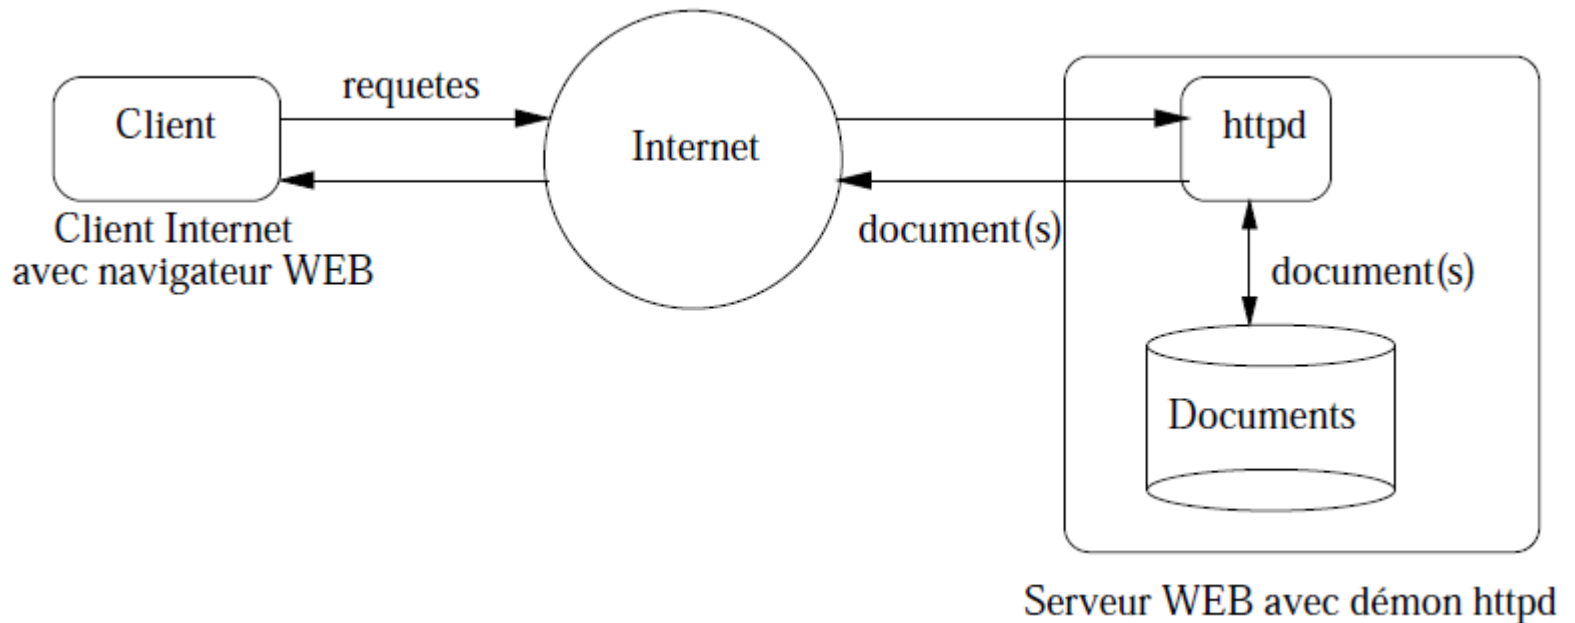 requetes
Client
Internet
httpd
Client Internet
avec navigateur WEB
document(s)
document(s)
Documents
Serveur WEB avec démon httpd